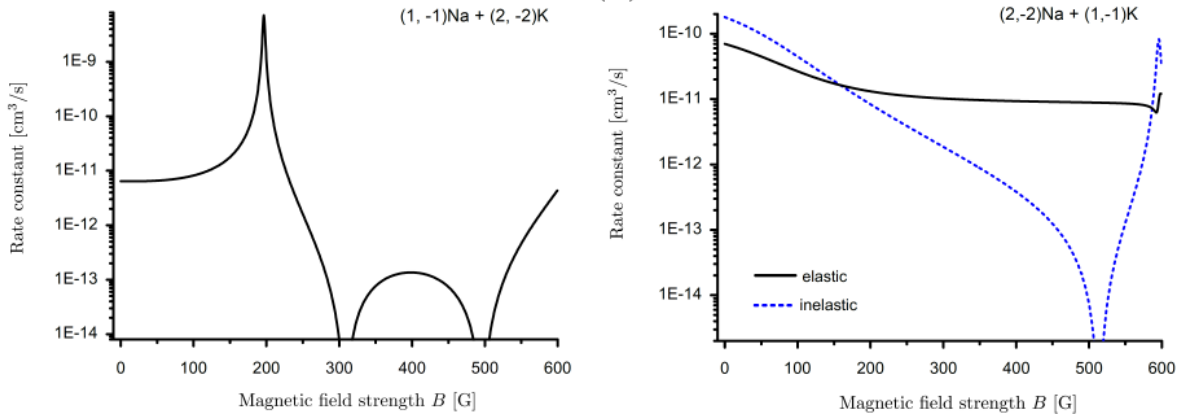 (1, -1)Na + (2, -2)K
Rate constant [cm³/s]
1E-9
1E-10
1E-11
1E-12
1E-13
1E-14
0 100 200 300 400 500 600
Magnetic field strength B [G]
(2,-2)Na + (1,-1)K
Rate constant [cm³/s]
1E-10
1E-11
1E-12
1E-13
1E-14
elastic
inelastic
0 100 200 300 400 500 600
Magnetic field strength B [G]